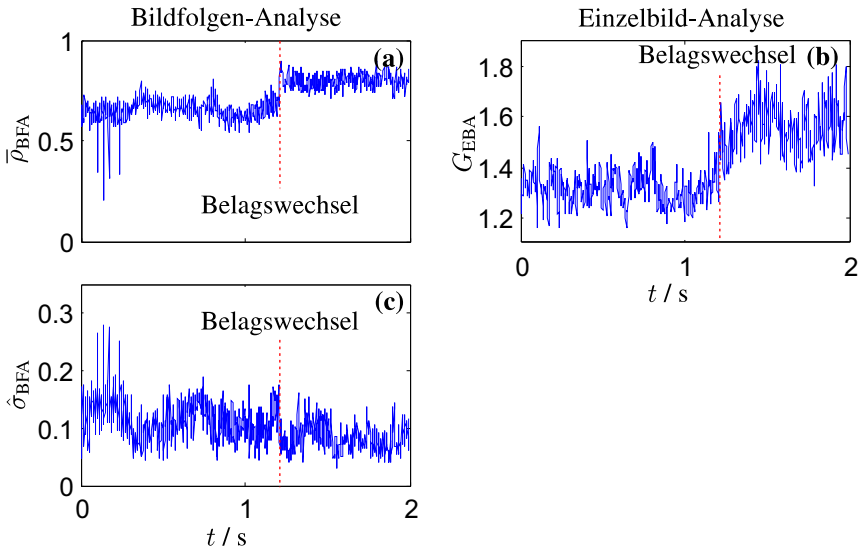 Bildfolgen-Analyse
1
(a)
0.5
ρ̅BFA
Belagswechsel
0
Einzelbild-Analyse
Belagswechsel (b)
1.8
1.6
1.4
1.2
GEBA
0 1 2
t / s
(c)
0.3
Belagswechsel
0.2
0.1
0
σ̂BFA
0 1 2
t / s